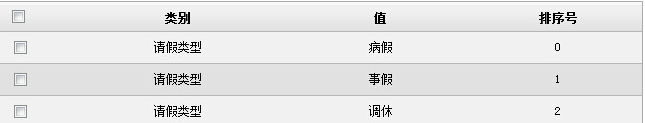 类别 值 排序号
请假类型 病假 0
请假类型 事假 1
请假类型 调休 2